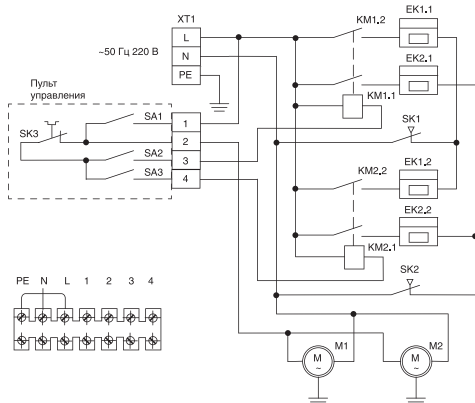 XT1
~50 Гц 220 В
L
N
PE
KM1.2
EK1.1
EK2.1
KM1.1
Пульт
управления
SK3
SA1
SA2
SA3
1
2
3
4
SK1
KM2.2
EK1.2
EK2.2
KM2.1
SK2
PE N L 1 2 3 4
M
~
M1
M
~
M2